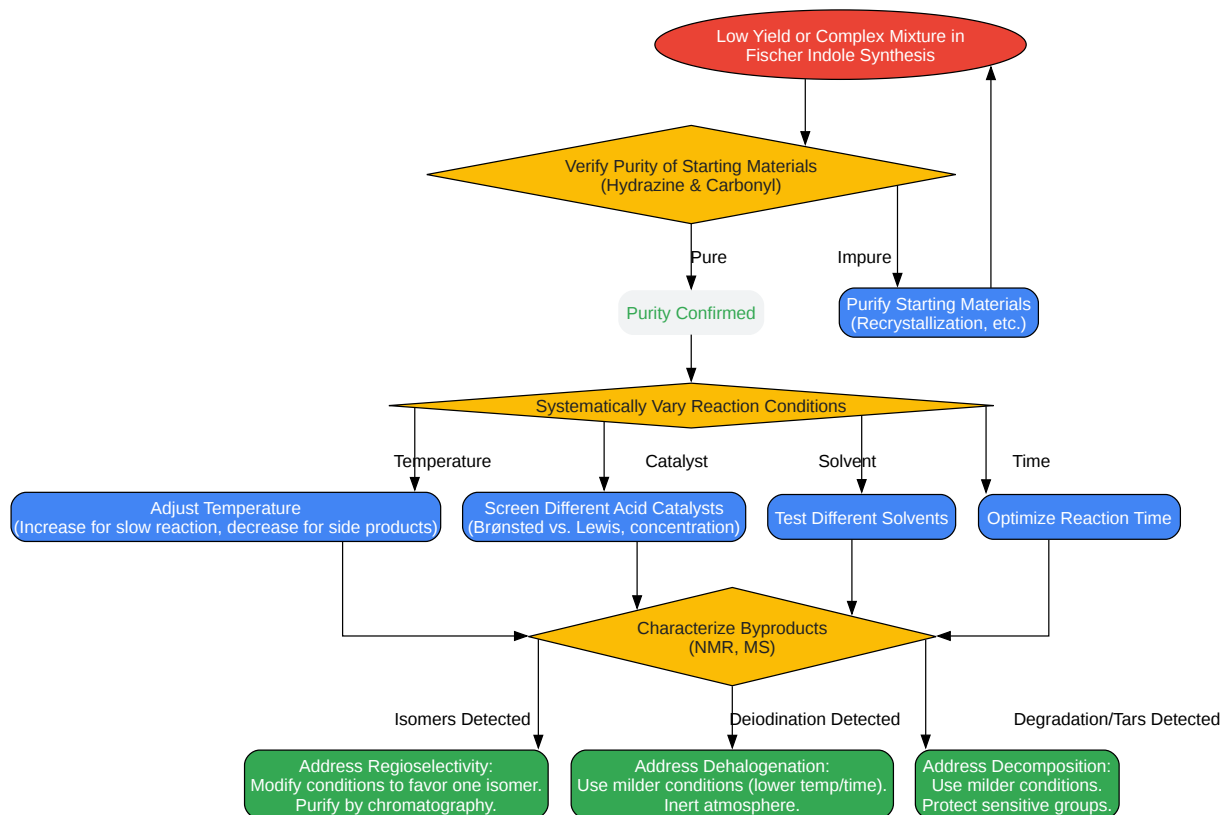 Low Yield or Complex Mixture in
Fischer Indole Synthesis
Verify Purity of Starting Materials
(Hydrazine & Carbonyl)
Pure
Impure
Purity Confirmed
Purify Starting Materials
(Recrystallization, etc.)
Systematically Vary Reaction Conditions
Temperature
Catalyst
Solvent
Time
Adjust Temperature
(Increase for slow reaction, decrease for side products)
Screen Different Acid Catalysts
(Brønsted vs. Lewis, concentration)
Test Different Solvents
Optimize Reaction Time
Characterize Byproducts
(NMR, MS)
Isomers Detected
Deiodination Detected
Degradation/Tars Detected
Address Regioselectivity:
Modify conditions to favor one isomer.
Purify by chromatography.
Address Dehalogenation:
Use milder conditions (lower temp/time).
Inert atmosphere.
Address Decomposition:
Use milder conditions.
Protect sensitive groups.